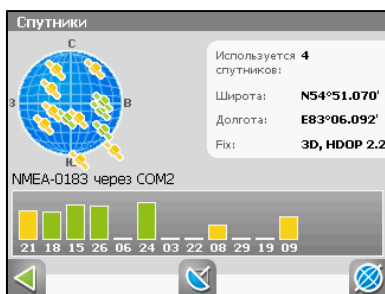 Спутники
С
З
В
Ю
Используется 4
спутников:
Широта: N54°51.070'
Долгота: E83°06.092'
Fix: 3D, HDOP 2.2
NMEA-0183 через COM2
21 18 15 26 06 24 03 22 08 29 19 09